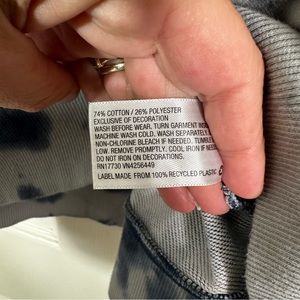 74% COTTON / 26% POLYESTER
EXCLUSIVE OF DECORATION
WASH BEFORE WEAR. TURN GARMENT INSIDE
MACHINE WASH COLD. WASH SEPARATELY.
NON-CHLORINE BLEACH IF NEEDED. TUMBLE
LOW. REMOVE PROMPTLY. COOL IRON IF NEEDED.
DO NOT IRON ON DECORATIONS.
RN17730 VN4256449
LABEL MADE FROM 100% RECYCLED PLASTIC